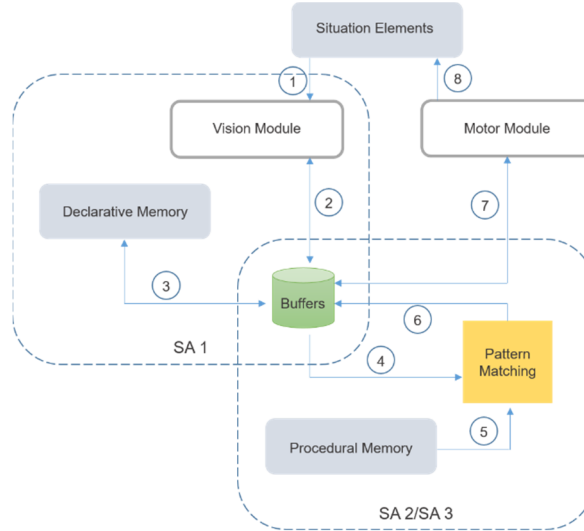 Situation Elements
1
8
Vision Module
Motor Module
Declarative Memory
2
7
3
Buffers
6
SA 1
4
Pattern
Matching
5
Procedural Memory
SA 2/SA 3